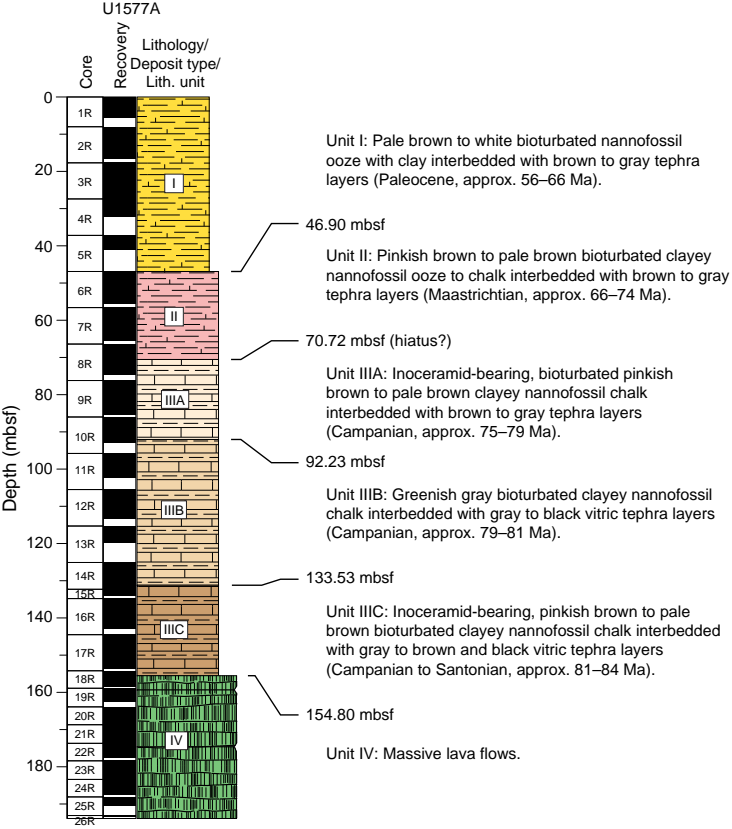 U1577A
Core
Recovery
Lithology/
Deposit type/
Lith. unit
Depth (mbsf)
0
20
40
60
80
100
120
140
160
180
1R
2R
3R
4R
5R
6R
7R
8R
9R
10R
11R
12R
13R
14R
15R
16R
17R
18R
19R
20R
21R
22R
23R
24R
25R
26R
I
II
IIIA
IIIB
IIIC
IV
Unit I: Pale brown to white bioturbated nannofossil
ooze with clay interbedded with brown to gray tephra
layers (Paleocene, approx. 56–66 Ma).
46.90 mbsf
Unit II: Pinkish brown to pale brown bioturbated clayey
nannofossil ooze to chalk interbedded with brown to gray
tephra layers (Maastrichtian, approx. 66–74 Ma).
70.72 mbsf (hiatus?)
Unit IIIA: Inoceramid-bearing, bioturbated pinkish
brown to pale brown clayey nannofossil chalk
interbedded with brown to gray tephra layers
(Campanian, approx. 75–79 Ma).
92.23 mbsf
Unit IIIB: Greenish gray bioturbated clayey nannofossil
chalk interbedded with gray to black vitric tephra layers
(Campanian, approx. 79–81 Ma).
133.53 mbsf
Unit IIIC: Inoceramid-bearing, pinkish brown to pale
brown bioturbated clayey nannofossil chalk interbedded
with gray to brown and black vitric tephra layers
(Campanian to Santonian, approx. 81–84 Ma).
154.80 mbsf
Unit IV: Massive lava flows.